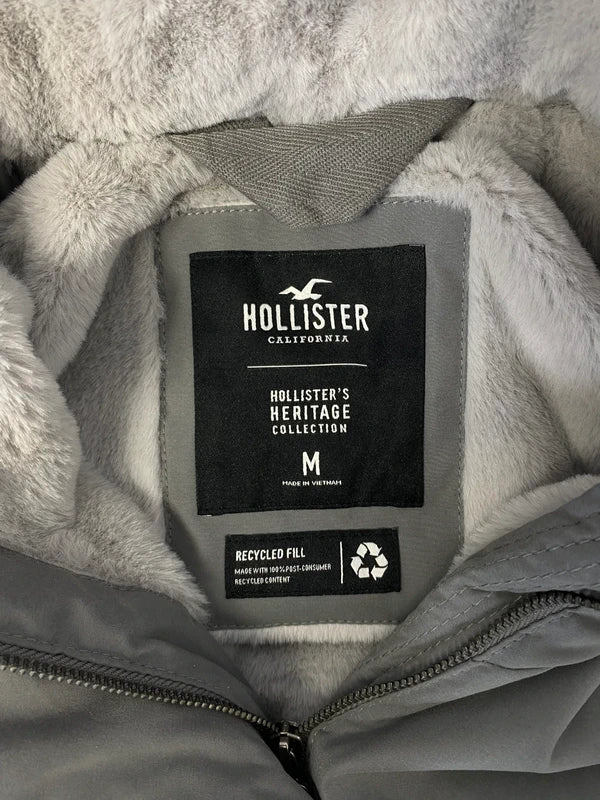 HOLLISTER
CALIFORNIA
HOLLISTER'S
HERITAGE
COLLECTION
M
MADE IN VIETNAM
RECYCLED FILL
MADE WITH 100% POST-CONSUMER
RECYCLED CONTENT